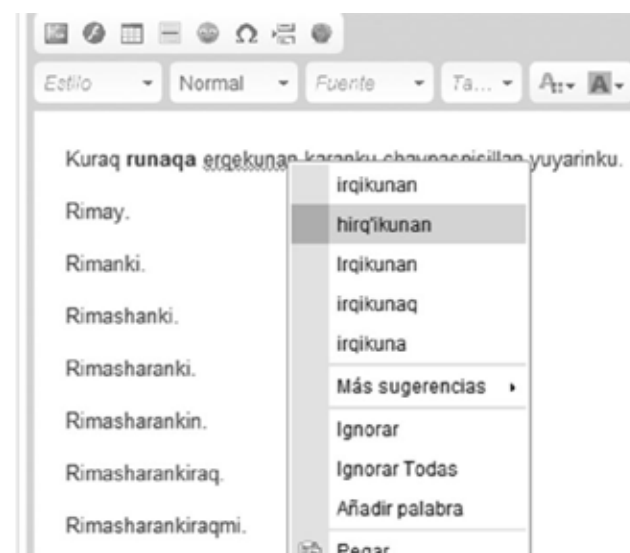 Estilo Normal Fuente Ta...
Kuraq runaqa erqekunan karanku chaynaspisillan yuyarinku.
irqikunan
Rimay.
hirq'ikunan
Rimanki.
Irqikunan
Rimashanki.
irqikunaq
irqikuna
Rimasharanki.
Más sugerencias
Rimasharankin.
Ignorar
Rimasharankiraq.
Ignorar Todas
Añadir palabra
Rimasharankiraqmi.
Pegar